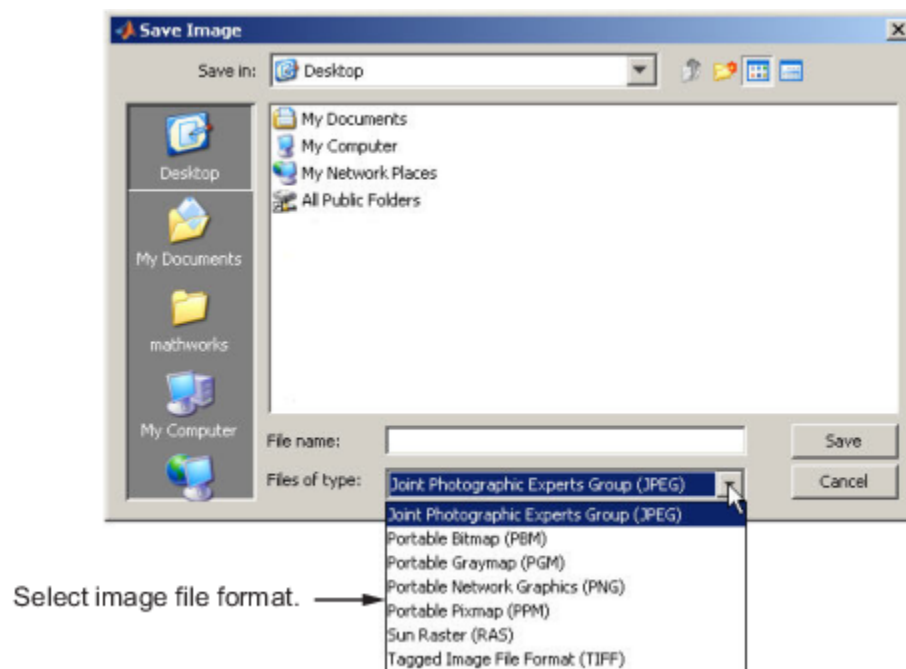 Save Image
Save in: Desktop
Desktop
My Documents
mathworks
My Computer
My Documents
My Computer
My Network Places
All Public Folders
File name:
Save
Files of type: Joint Photographic Experts Group (JPEG)
Cancel
Joint Photographic Experts Group (JPEG)
Portable Bitmap (PBM)
Portable Graymap (PGM)
Portable Network Graphics (PNG)
Portable Pixmap (PPM)
Sun Raster (RAS)
Tagged Image File Format (TIFF)
Select image file format.